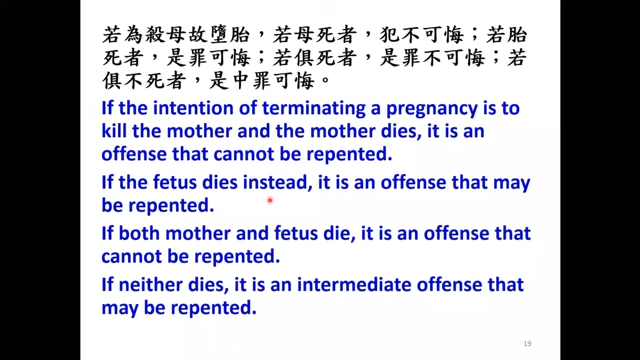 若為殺母故墮胎，若母死者，犯不可悔；若胎
死者，是罪可悔；若俱死者，是罪不可悔；若
俱不死者，是中罪可悔。
If the intention of terminating a pregnancy is to
kill the mother and the mother dies, it is an
offense that cannot be repented.
If the fetus dies instead, it is an offense that may
be repented.
If both mother and fetus die, it is an offense that
cannot be repented.
If neither dies, it is an intermediate offense that
may be repented.
19